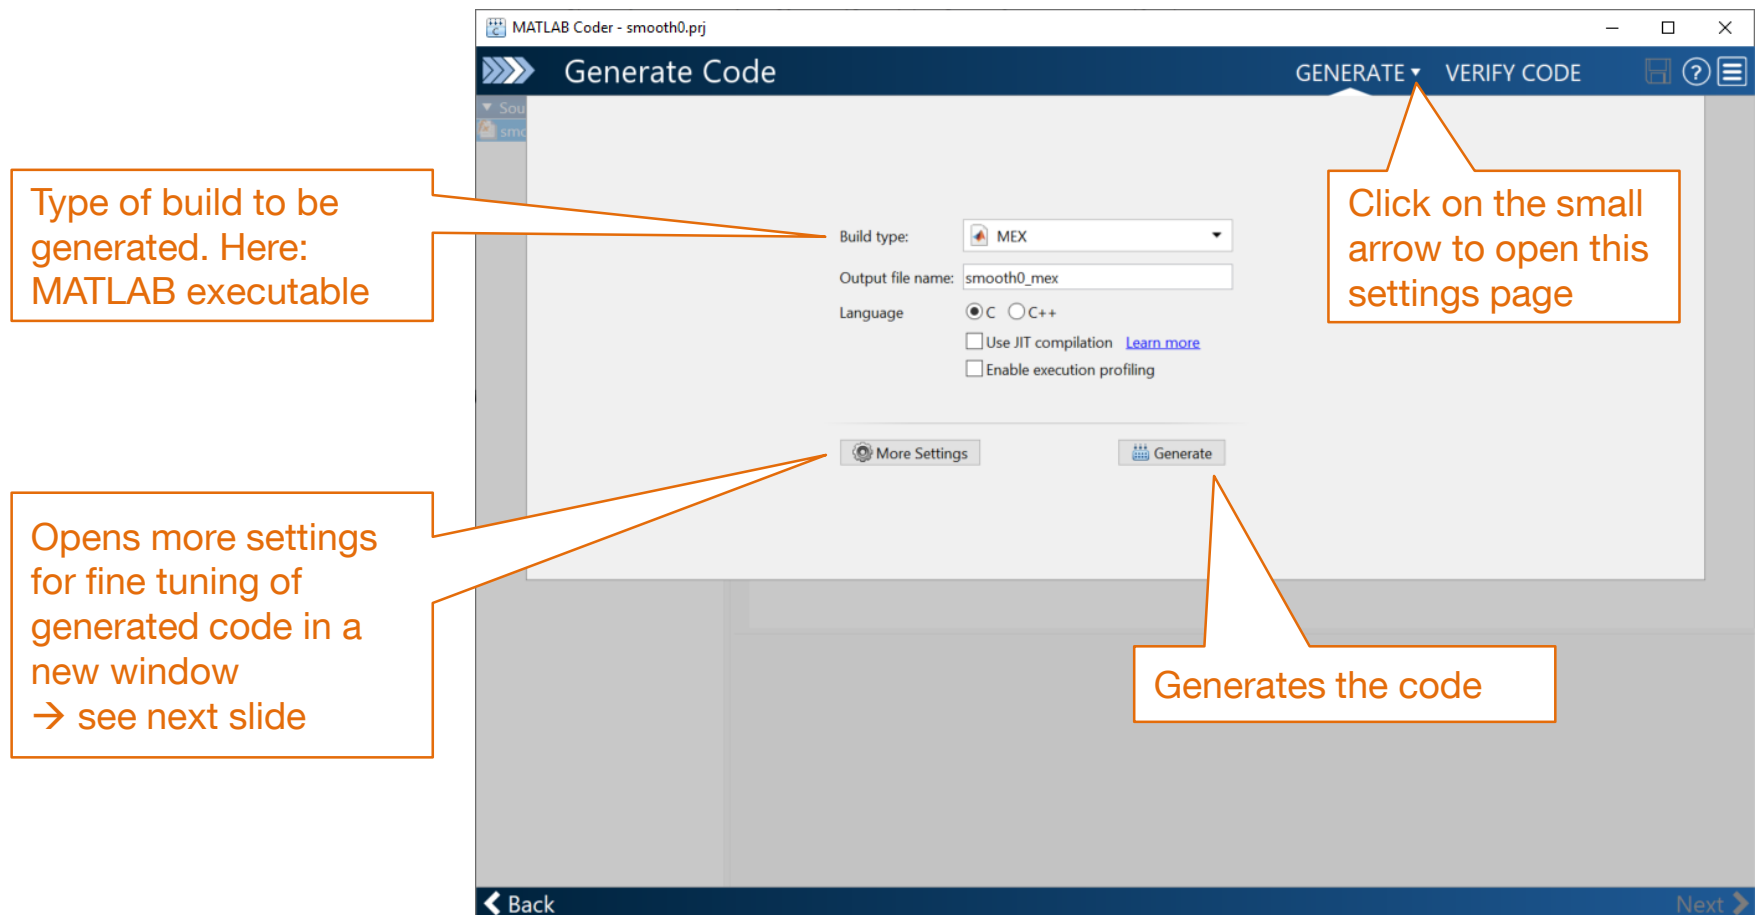 MATLAB Coder - smooth0.prj
Generate Code
GENERATE
VERIFY CODE
Sou
smo
Type of build to be
generated. Here:
MATLAB executable
Click on the small
arrow to open this
settings page
Build type:
MEX
Output file name:
smooth0_mex
Language
C
C++
Use JIT compilation
Learn more
Enable execution profiling
More Settings
Generate
Opens more settings
for fine tuning of
generated code in a
new window
→ see next slide
Generates the code
Back
Next